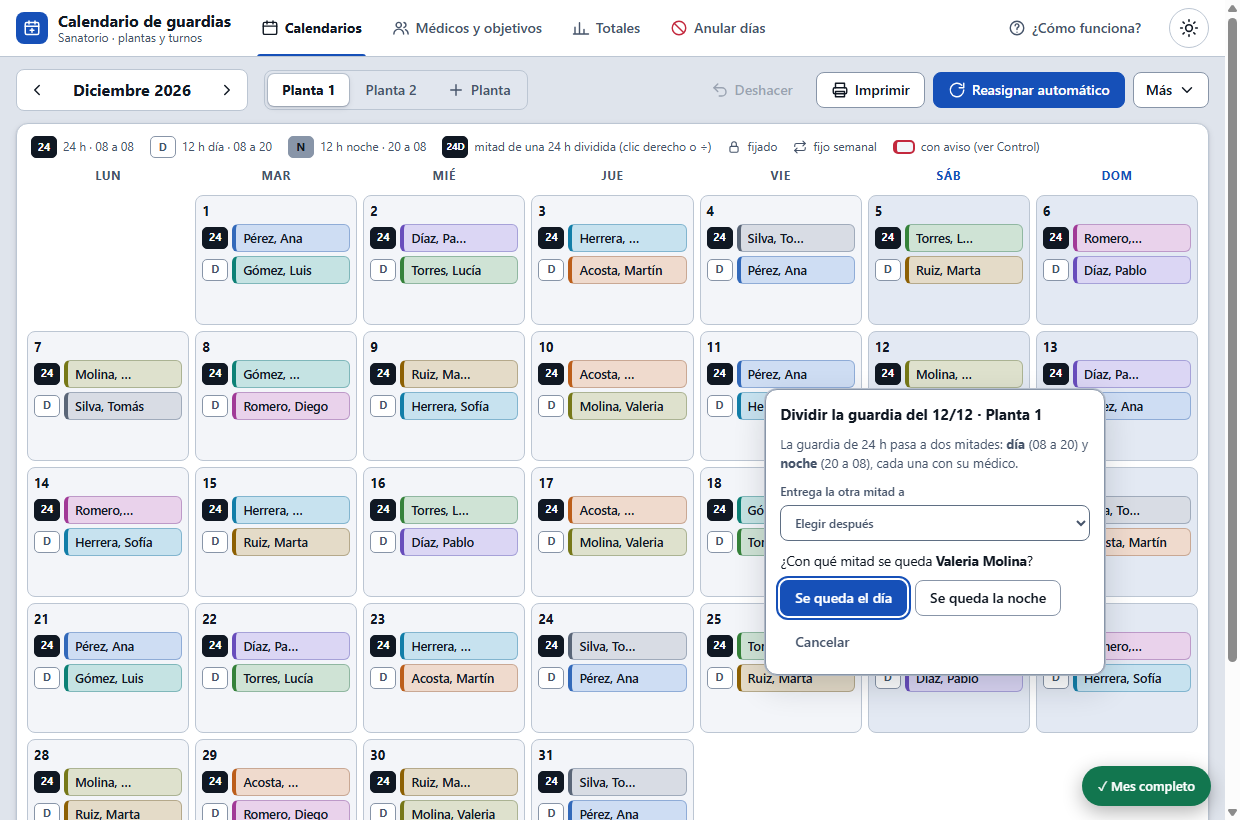 Calendario de guardias
Sanatorio · plantas y turnos
Calendarios
Médicos y objetivos
Totales
Anular días
¿Cómo funciona?
Diciembre 2026
Planta 1
Planta 2
Planta
Deshacer
Imprimir
Reasignar automático
Más
24 24 h · 08 a 08
D 12 h día · 08 a 20
N 12 h noche · 20 a 08
24D mitad de una 24 h dividida (clic derecho o ÷)
fijado
fijo semanal
con aviso (ver Control)
LUN MAR MIÉ JUE VIE SÁB DOM
1 2 3 4 5 6
24 Pérez, Ana 24 Díaz, Pa... 24 Herrera, ... 24 Silva, To... 24 Torres, L... 24 Romero,...
D Gómez, Luis D Torres, Lucía D Acosta, Martín D Pérez, Ana D Ruiz, Marta D Díaz, Pablo
7 8 9 10 11 12 13
24 Molina, ... 24 Gómez, ... 24 Ruiz, Ma... 24 Acosta, ... 24 Pérez, Ana 24 Molina, ... 24 Díaz, Pa...
D Silva, Tomás D Romero, Diego D Herrera, Sofía D Molina, Valeria D He ez, Ana
Dividir la guardia del 12/12 · Planta 1
La guardia de 24 h pasa a dos mitades: día (08 a 20) y
noche (20 a 08), cada una con su médico.
Entrega la otra mitad a
Elegir después
¿Con qué mitad se queda Valeria Molina?
Se queda el día
Se queda la noche
Cancelar
14 15 16 17 18
24 Romero,... 24 Herrera, ... 24 Torres, L... 24 Acosta, ... 24 Gó a, To...
D Herrera, Sofía D Ruiz, Marta D Díaz, Pablo D Molina, Valeria D Tor sta, Martín
21 22 23 24 25
24 Pérez, Ana 24 Díaz, Pa... 24 Herrera, ... 24 Silva, To... 24 Tor nero,...
D Gómez, Luis D Torres, Lucía D Acosta, Martín D Pérez, Ana D Ruiz, Marta D Díaz, Pablo D Herrera, Sofía
28 29 30 31
24 Molina, ... 24 Acosta, ... 24 Ruiz, Ma... 24 Silva, To...
D Ruiz, Marta D Romero, Diego D Molina, Valeria D Pérez, Ana
✓ Mes completo